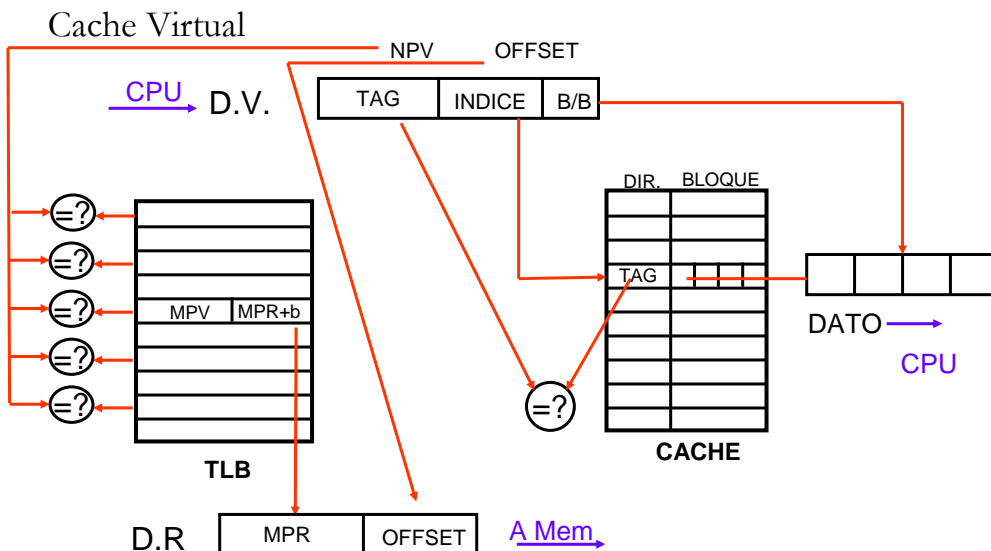 Cache Virtual
NPV OFFSET
CPU D.V. TAG INDICE B/B
DIR. BLOQUE
=?
=?
TAG
=? MPV MPR+b
DATO
=?
CPU
=?
=?
CACHE
TLB
D.R MPR OFFSET A Mem